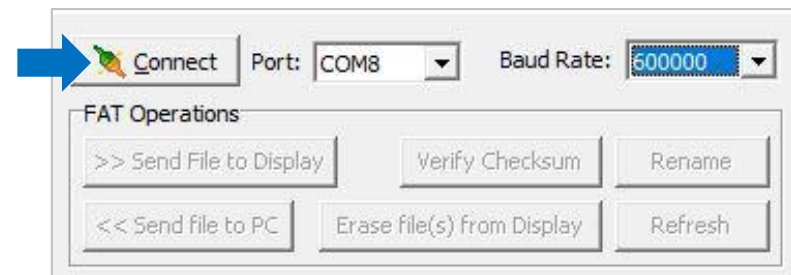 Connect Port: COM8 Baud Rate: 600000
FAT Operations
>> Send File to Display Verify Checksum Rename
<< Send file to PC Erase file(s) from Display Refresh